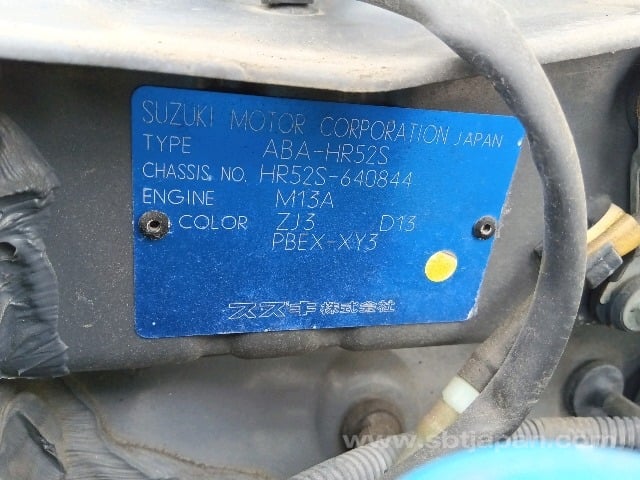 SUZUKI MOTOR CORPORATION JAPAN
TYPE ABA-HR52S
CHASSIS NO. HR52S-640844
ENGINE M13A
COLOR ZJ3 D13
PBEX-XY3
スズキ株式会社
www.sbtjapan.com